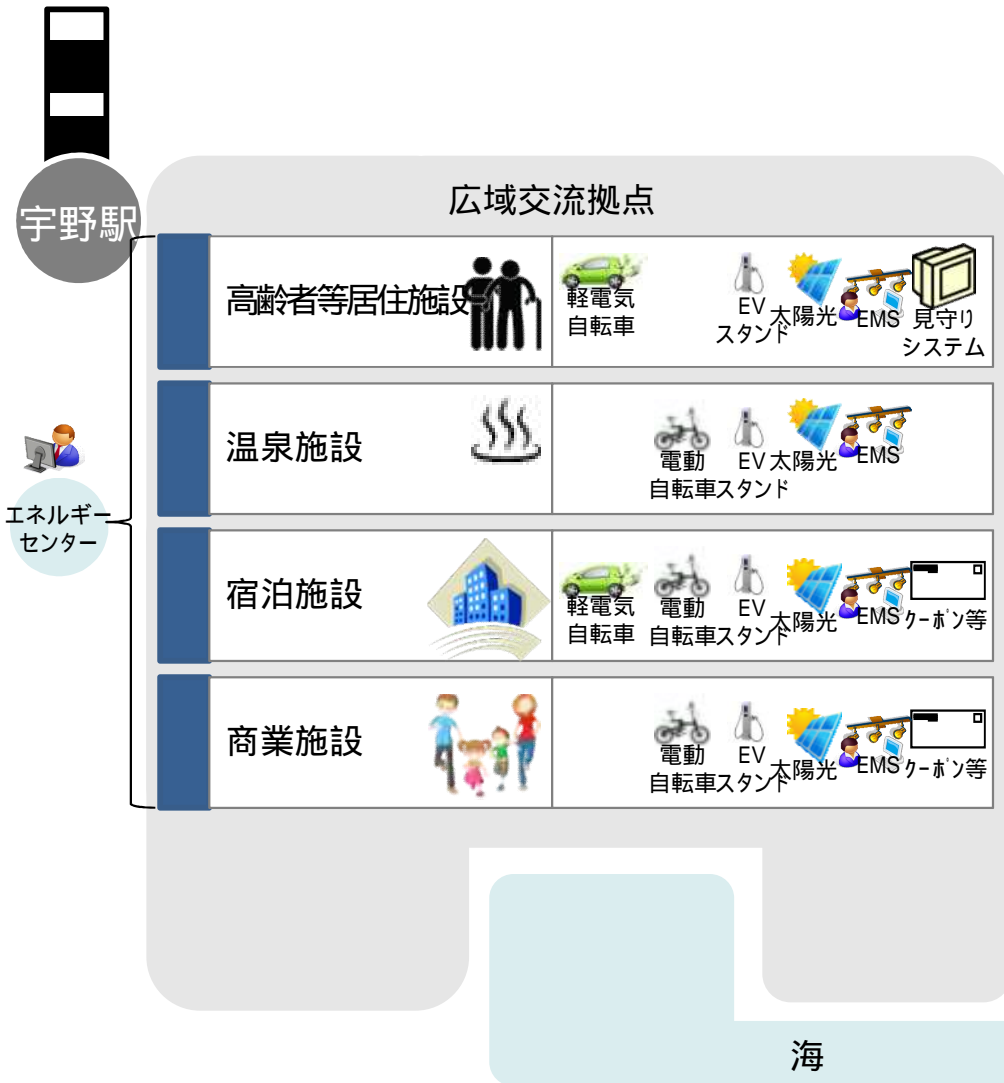 宇野駅
広域交流拠点
高齢者等居住施設
軽電気
自転車
EV
スタンド
太陽光
EMS
見守り
システム
温泉施設
電動
自転車
EV
スタンド
太陽光
EMS
エネルギー
センター
宿泊施設
軽電気
自転車
電動
自転車
EV
スタンド
太陽光
EMS
ｸｰﾎﾟﾝ等
商業施設
電動
自転車
EV
スタンド
太陽光
EMS
ｸｰﾎﾟﾝ等
海